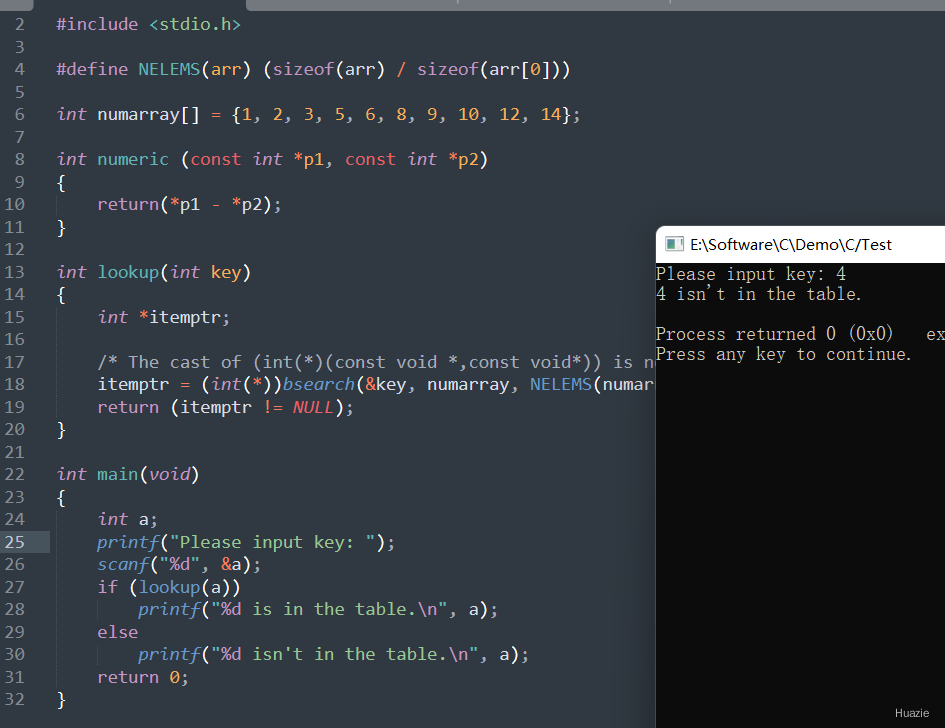 2 #include <stdio.h>
3
4 #define NELEMS(arr) (sizeof(arr) / sizeof(arr[0]))
5
6 int numarray[] = {1, 2, 3, 5, 6, 8, 9, 10, 12, 14};
7
8 int numeric (const int *p1, const int *p2)
9 {
10     return(*p1 - *p2);
11 }
12
13 int lookup(int key)
14 {
15     int *itemptr;
16
17     /* The cast of (int(*)(const void *,const void*)) is n
18     itemptr = (int(*))bsearch(&key, numarray, NELEMS(numar
19     return (itemptr != NULL);
20 }
21
22 int main(void)
23 {
24     int a;
25     printf("Please input key: ");
26     scanf("%d", &a);
27     if (lookup(a))
28         printf("%d is in the table.\n", a);
29     else
30         printf("%d isn't in the table.\n", a);
31     return 0;
32 }
E:\Software\C\Demo\C/Test
Please input key: 4
4 isn't in the table.
Process returned 0 (0x0)   ex
Press any key to continue.
Huazie